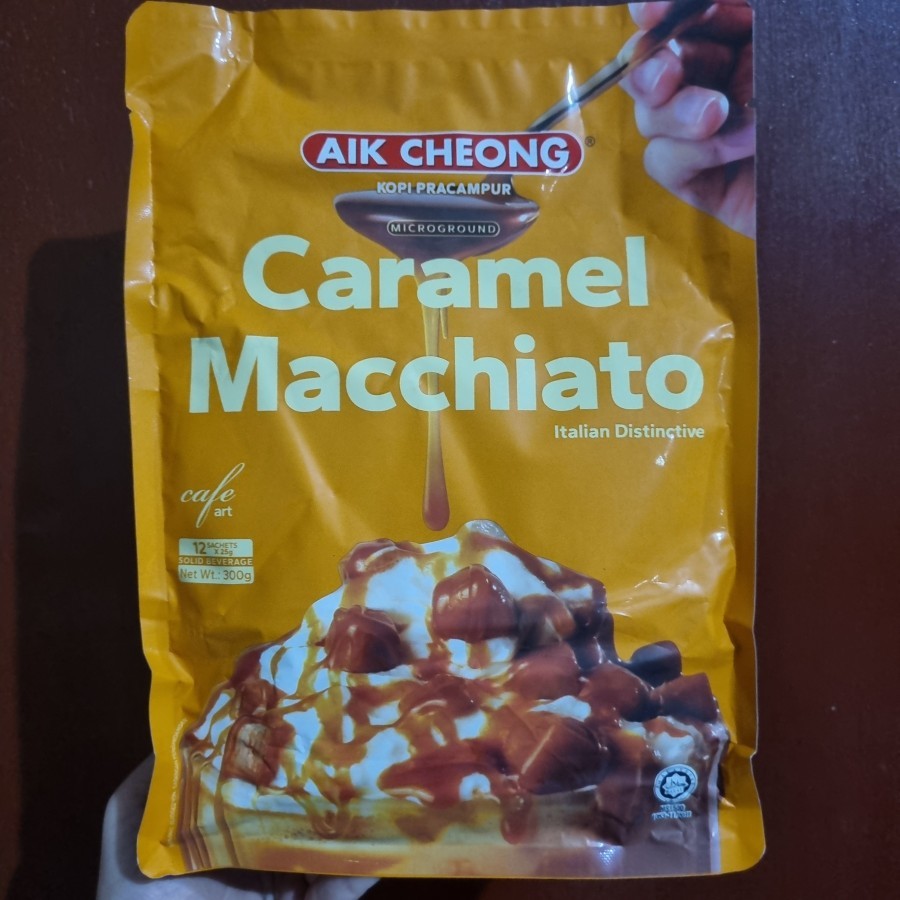 AIK CHEONG®
KOPI PRACAMPUR
MICROGROUND
Caramel
Macchiato
Italian Distinctive
cafe
art
12 SACHETS
X 25g
SOLID BEVERAGE
Net Wt.: 300g